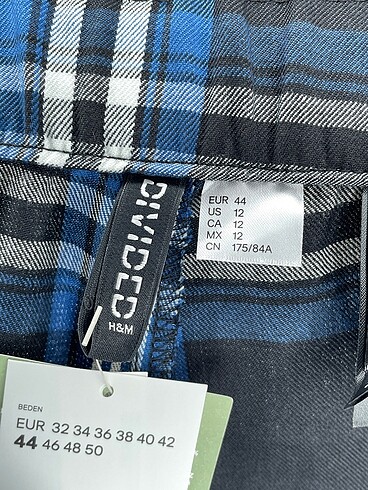 DIVIDED
H&M
EUR 44
US 12
CA 12
MX 12
CN 175/84A
BEDEN
EUR 32 34 36 38 40 42
44 46 48 50